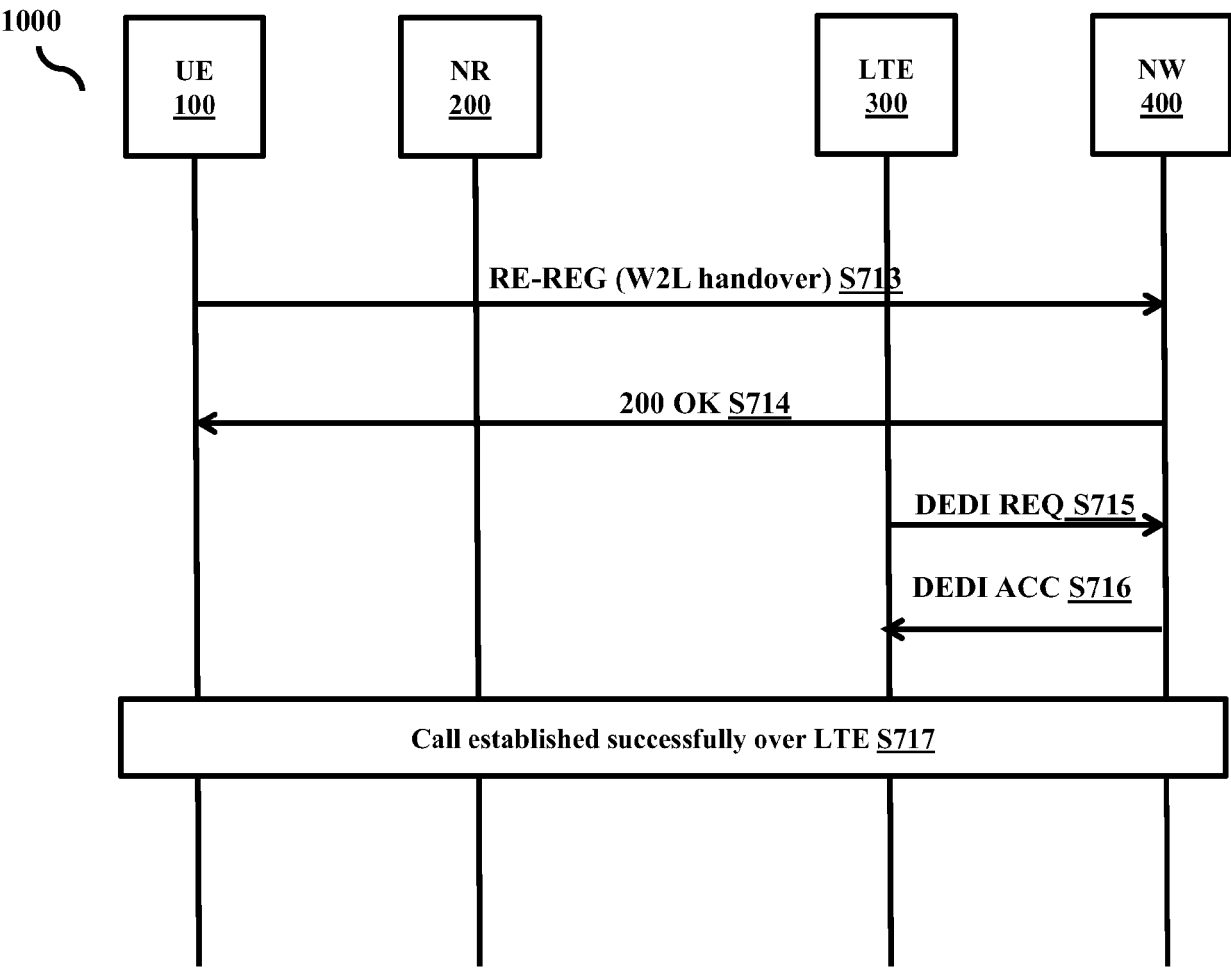 1000
UE
100
NR
200
LTE
300
NW
400
RE-REG (W2L handover) S713
200 OK S714
DEDI REQ S715
DEDI ACC S716
Call established successfully over LTE S717